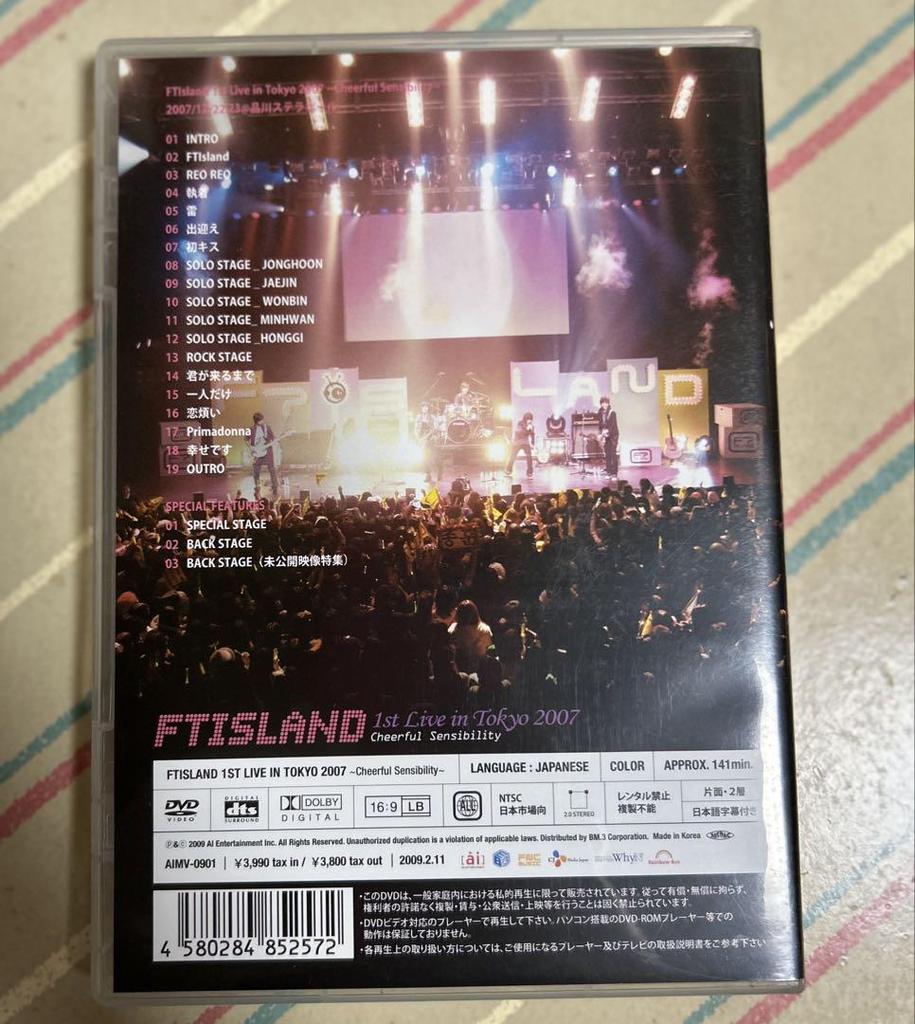 FTIsland 1st Live in Tokyo 2007 ~Cheerful Sensibility~
品川ステラ
01 INTRO
02 FTIsland
03 REO REO
04 執着
05 雷
06 出迎え
07 初キス
08 SOLO STAGE _ JONGHOON
09 SOLO STAGE _ JAEJIN
10 SOLO STAGE _ WONBIN
11 SOLO STAGE_ MINHWAN
12 SOLO STAGE _HONGGI
13 ROCK STAGE
14 君が来るまで
15 一人だけ
16 恋煩い
17 Primadonna
18 幸せです
19 OUTRO
SPECIAL FEATURES
01 SPECIAL STAGE
02 BACK STAGE
03 BACK STAGE（未公開映像特集）
LAND
FTISLAND 1st Live in Tokyo 2007
Cheerful Sensibility
FTISLAND 1ST LIVE IN TOKYO 2007 ~Cheerful Sensibility~ LANGUAGE : JAPANESE COLOR APPROX. 141min.
DVD VIDEO DIGITAL dts SURROUND DOLBY DIGITAL 16:9 LB ALL NTSC 日本市場向 2.0 STEREO レンタル禁止 複製不能 片面・2層 日本語字幕付き
Ⓟ&© 2009 AI Entertainment Inc. All Rights Reserved. Unauthorized duplication is a violation of applicable laws. Distributed by BM.3 Corporation. Made in Korea
AIMV-0901 ¥3,990 tax in / ¥3,800 tax out 2009.2.11 [ai] FNC MUSIC Media Japan WhyN Rainbow Box
・このDVDは、一般家庭内における私的再生に限って販売されています。従って有償・無償に拘らず、
権利者の許諾なく複製・賃与・公衆送信・上映等を行うことは固く禁止られています。
・DVDビデオ対応のプレーヤーで再生して下さい。パソコン搭載のDVD-ROMプレーヤー等での
動作は保証しておりません。
・各再生上の取り扱い方については、ご使用になるプレーヤー及びテレビの取扱説明書をご参考下さい
4 580284 852572